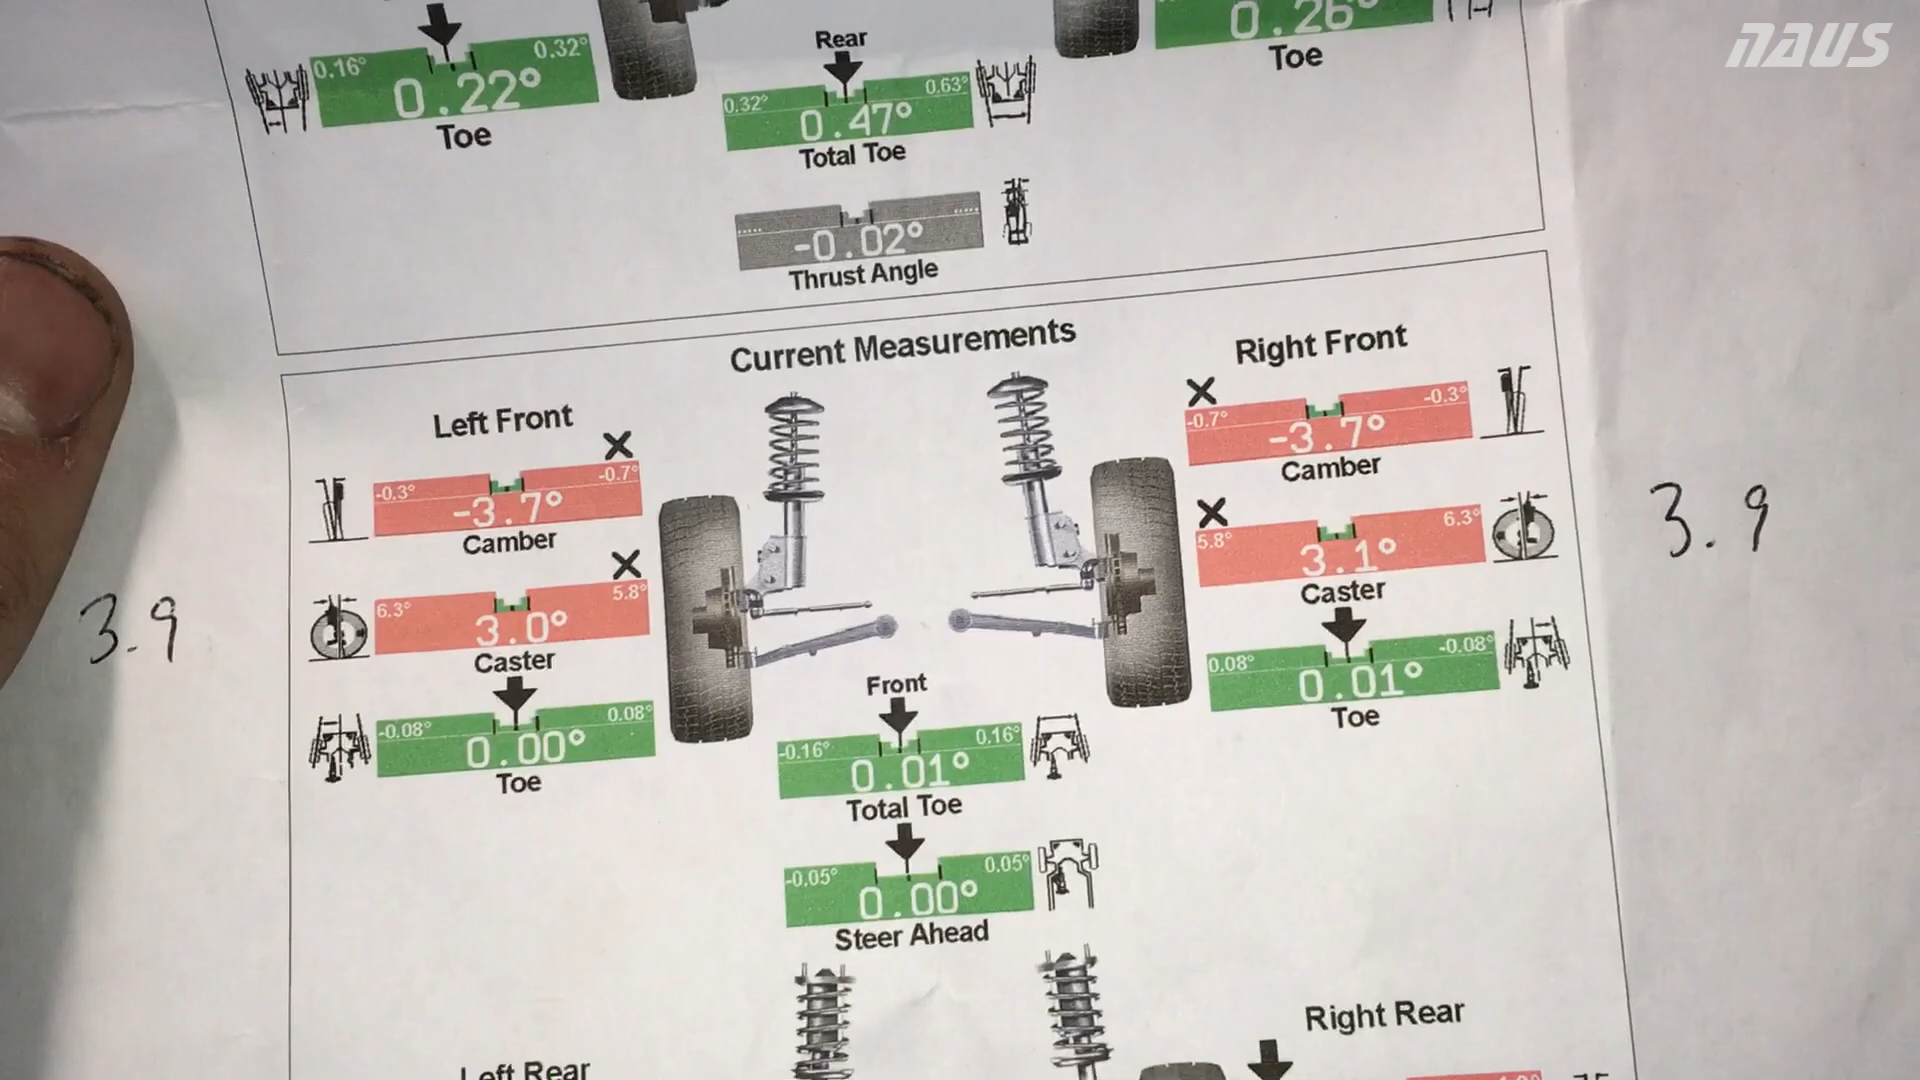 NAUS
0.16°
0.32°
0.22°
Toe
Rear
0.32°
0.63°
0.47°
Total Toe
0.26°
Toe
-0.02°
Thrust Angle
Current Measurements
Left Front
-0.3°
-0.7°
-3.7°
Camber
6.3°
5.8°
3.0°
Caster
-0.08°
0.08°
0.00°
Toe
3.9
Right Front
-0.7°
-0.3°
-3.7°
Camber
5.8°
6.3°
3.1°
Caster
0.08°
-0.08°
0.01°
Toe
3.9
Front
-0.16°
0.16°
0.01°
Total Toe
-0.05°
0.05°
0.00°
Steer Ahead
Left Rear
Right Rear